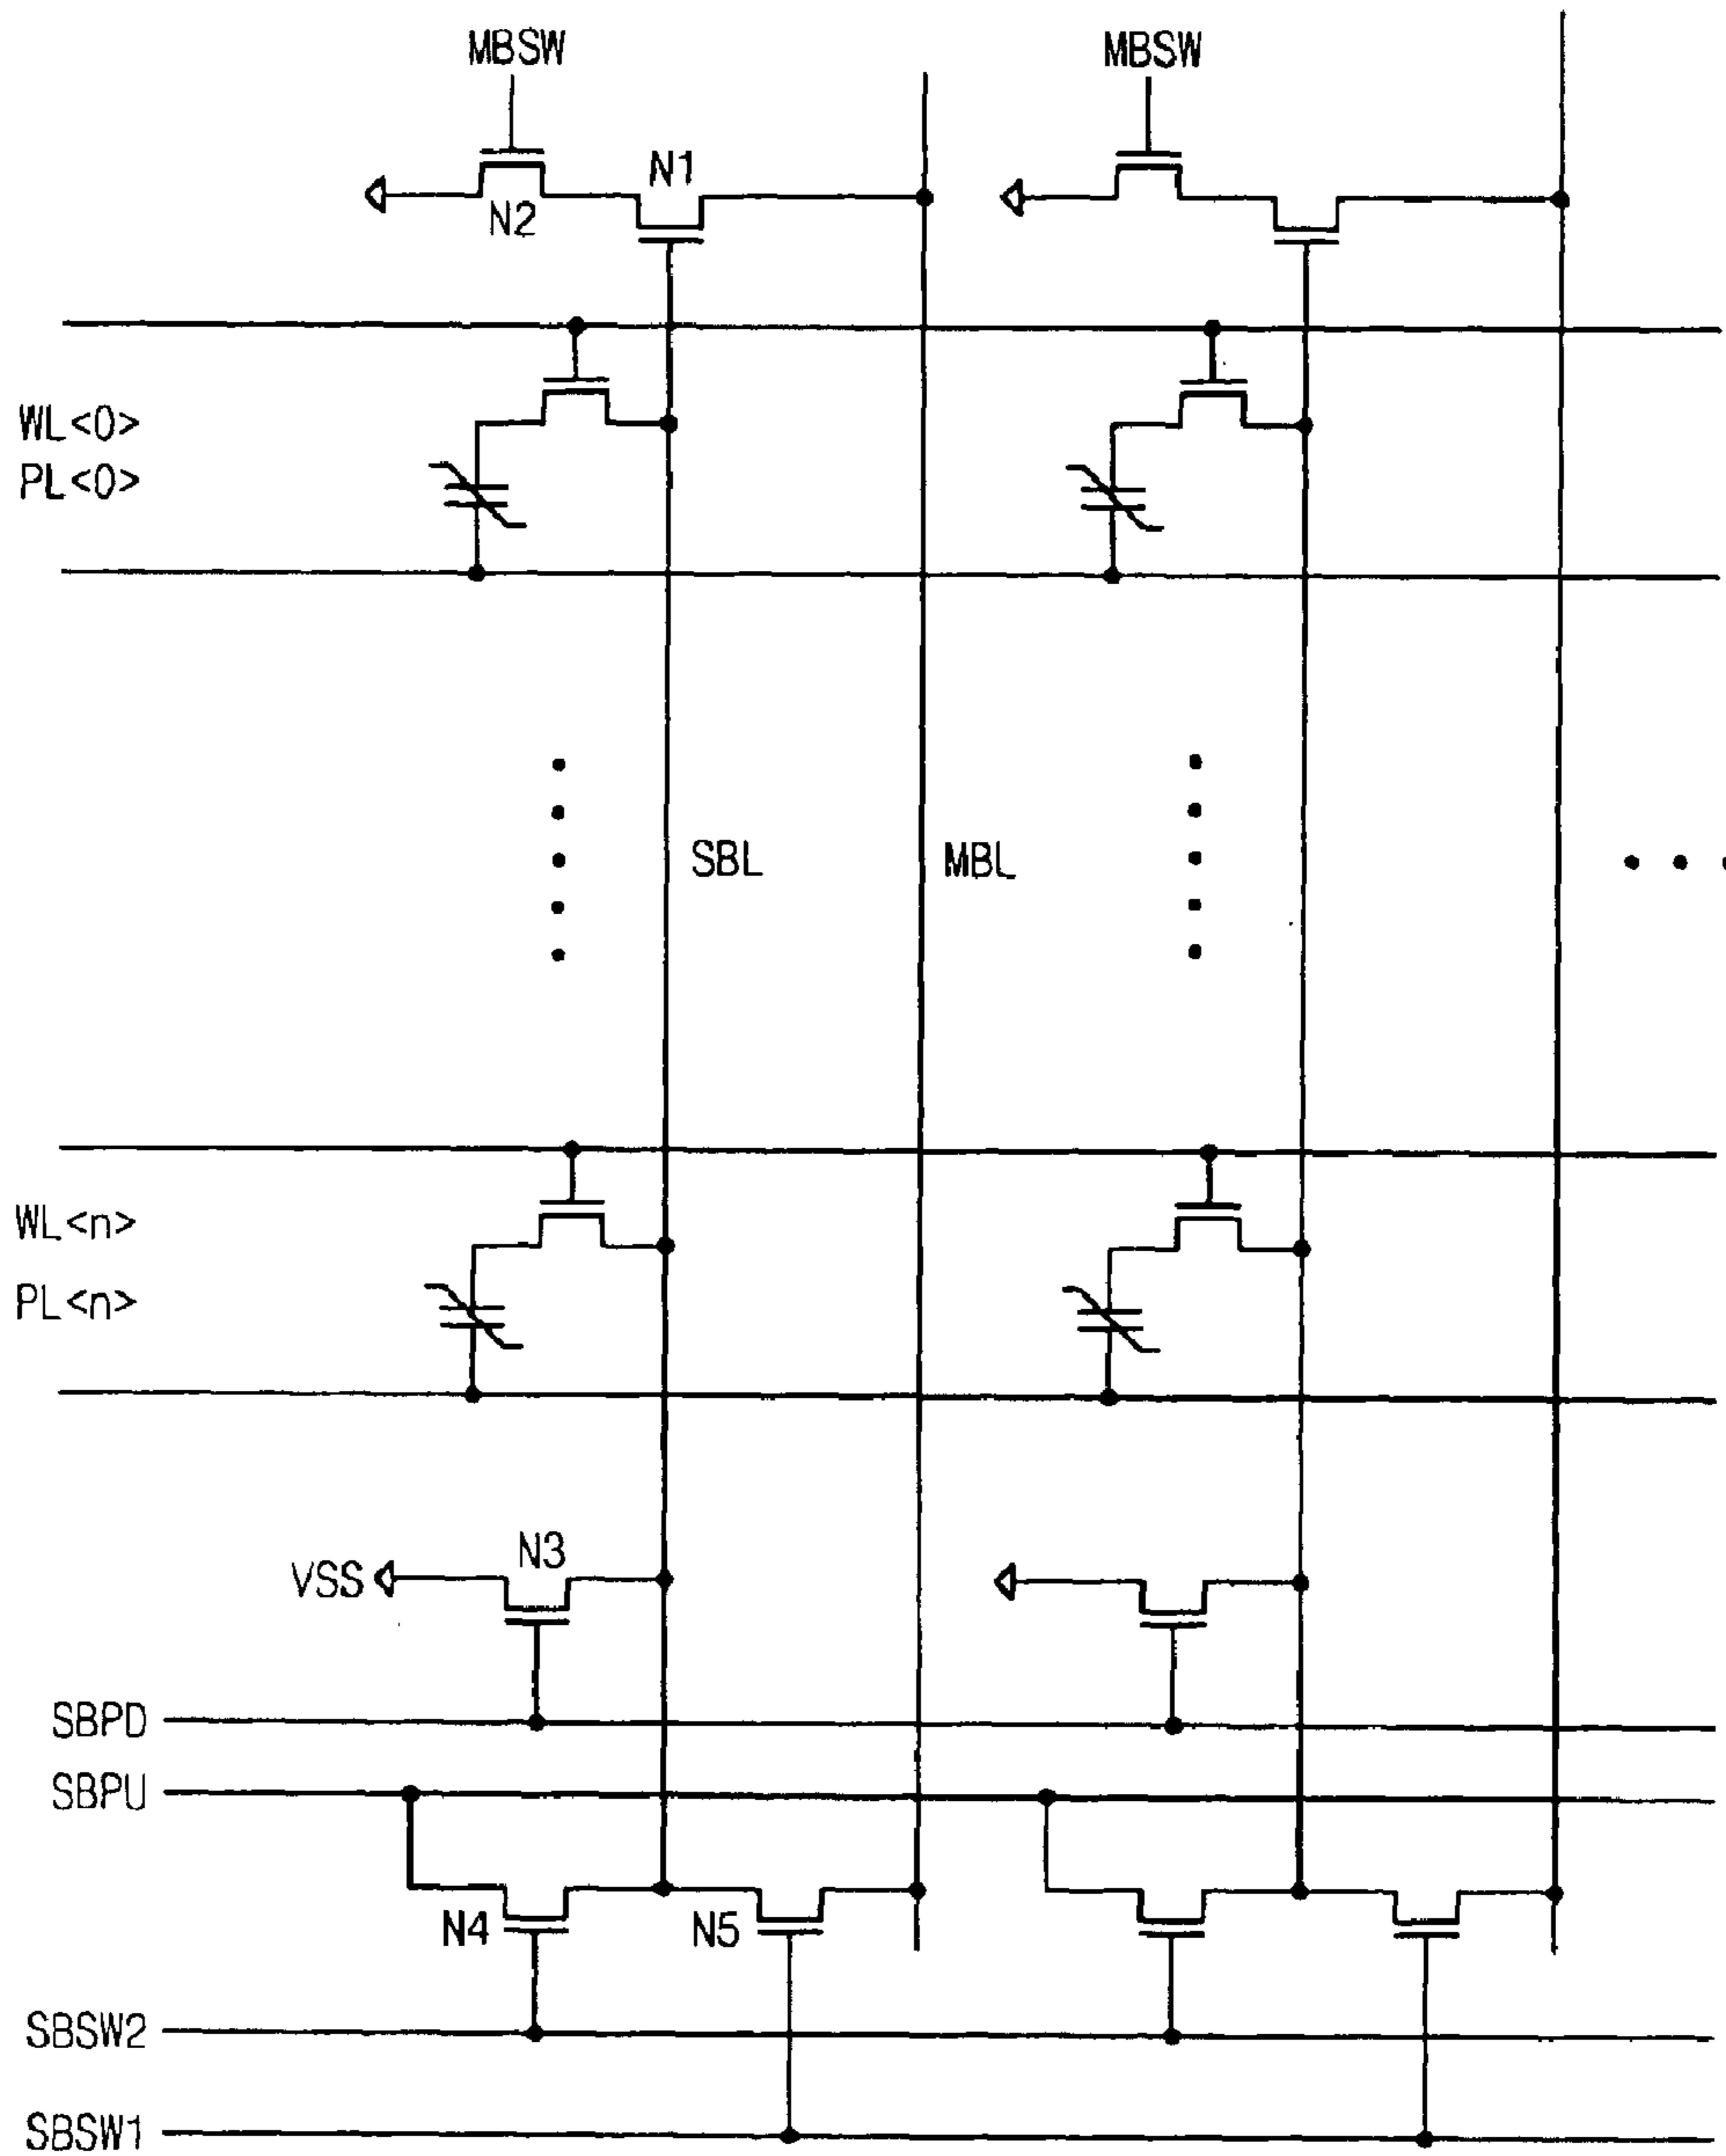 MBSW
MBSW
N1
N2
WL<0>
PL<0>
SBL
MBL
WL<n>
PL<n>
N3
VSS
SBPD
SBPU
N4
N5
SBSW2
SBSW1